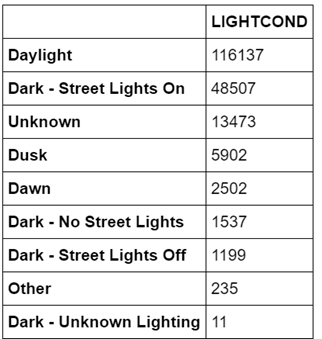 LIGHTCOND
Daylight 116137
Dark - Street Lights On 48507
Unknown 13473
Dusk 5902
Dawn 2502
Dark - No Street Lights 1537
Dark - Street Lights Off 1199
Other 235
Dark - Unknown Lighting 11